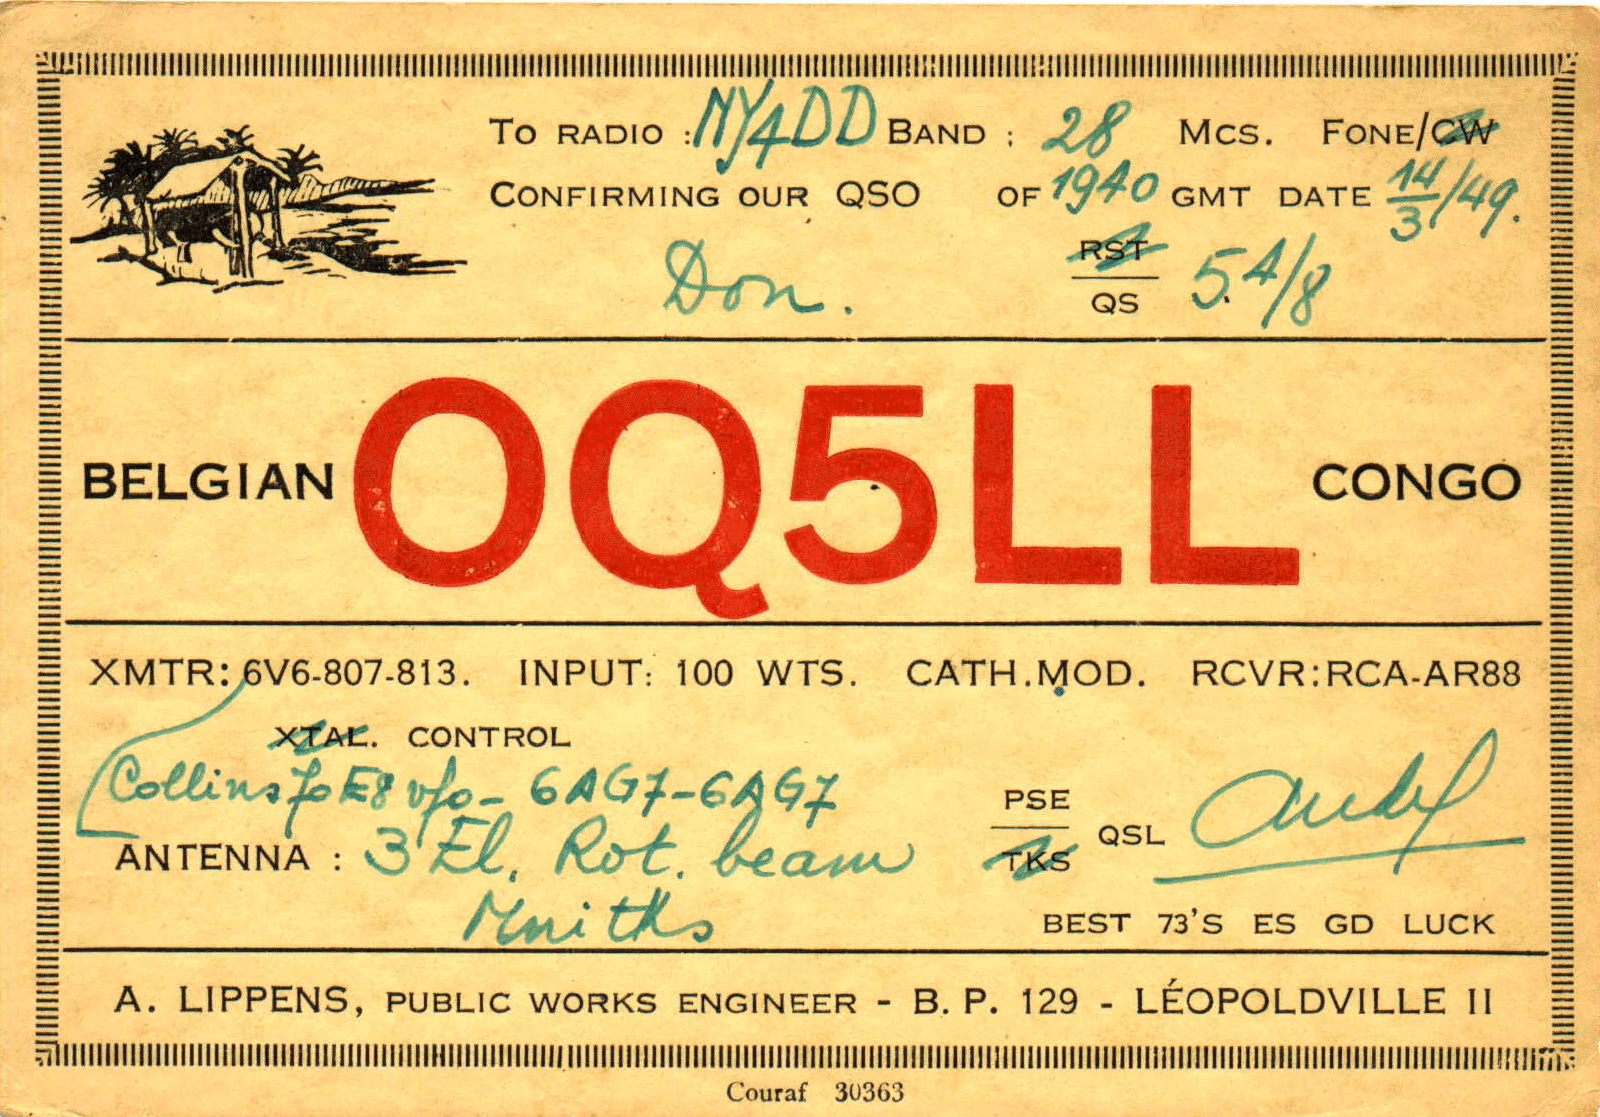 To RADIO : NY4DD BAND : 28 MCS. FONE/CW
CONFIRMING OUR QSO OF 1940 GMT DATE 14/3/49.
Don. RST/QS 5.4/8
BELGIAN OQ5LL CONGO
XMTR: 6V6-807-813. INPUT: 100 WTS. CATH.MOD. RCVR:RCA-AR88
XTAL. CONTROL
Collins 70E8 vfo - 6AG7-6AG7
PSE/TKS QSL
ANTENNA : 3 El. Rot. beam
BEST 73'S ES GD LUCK
A. LIPPENS, PUBLIC WORKS ENGINEER - B. P. 129 - LÉOPOLDVILLE II
Couraf 30363